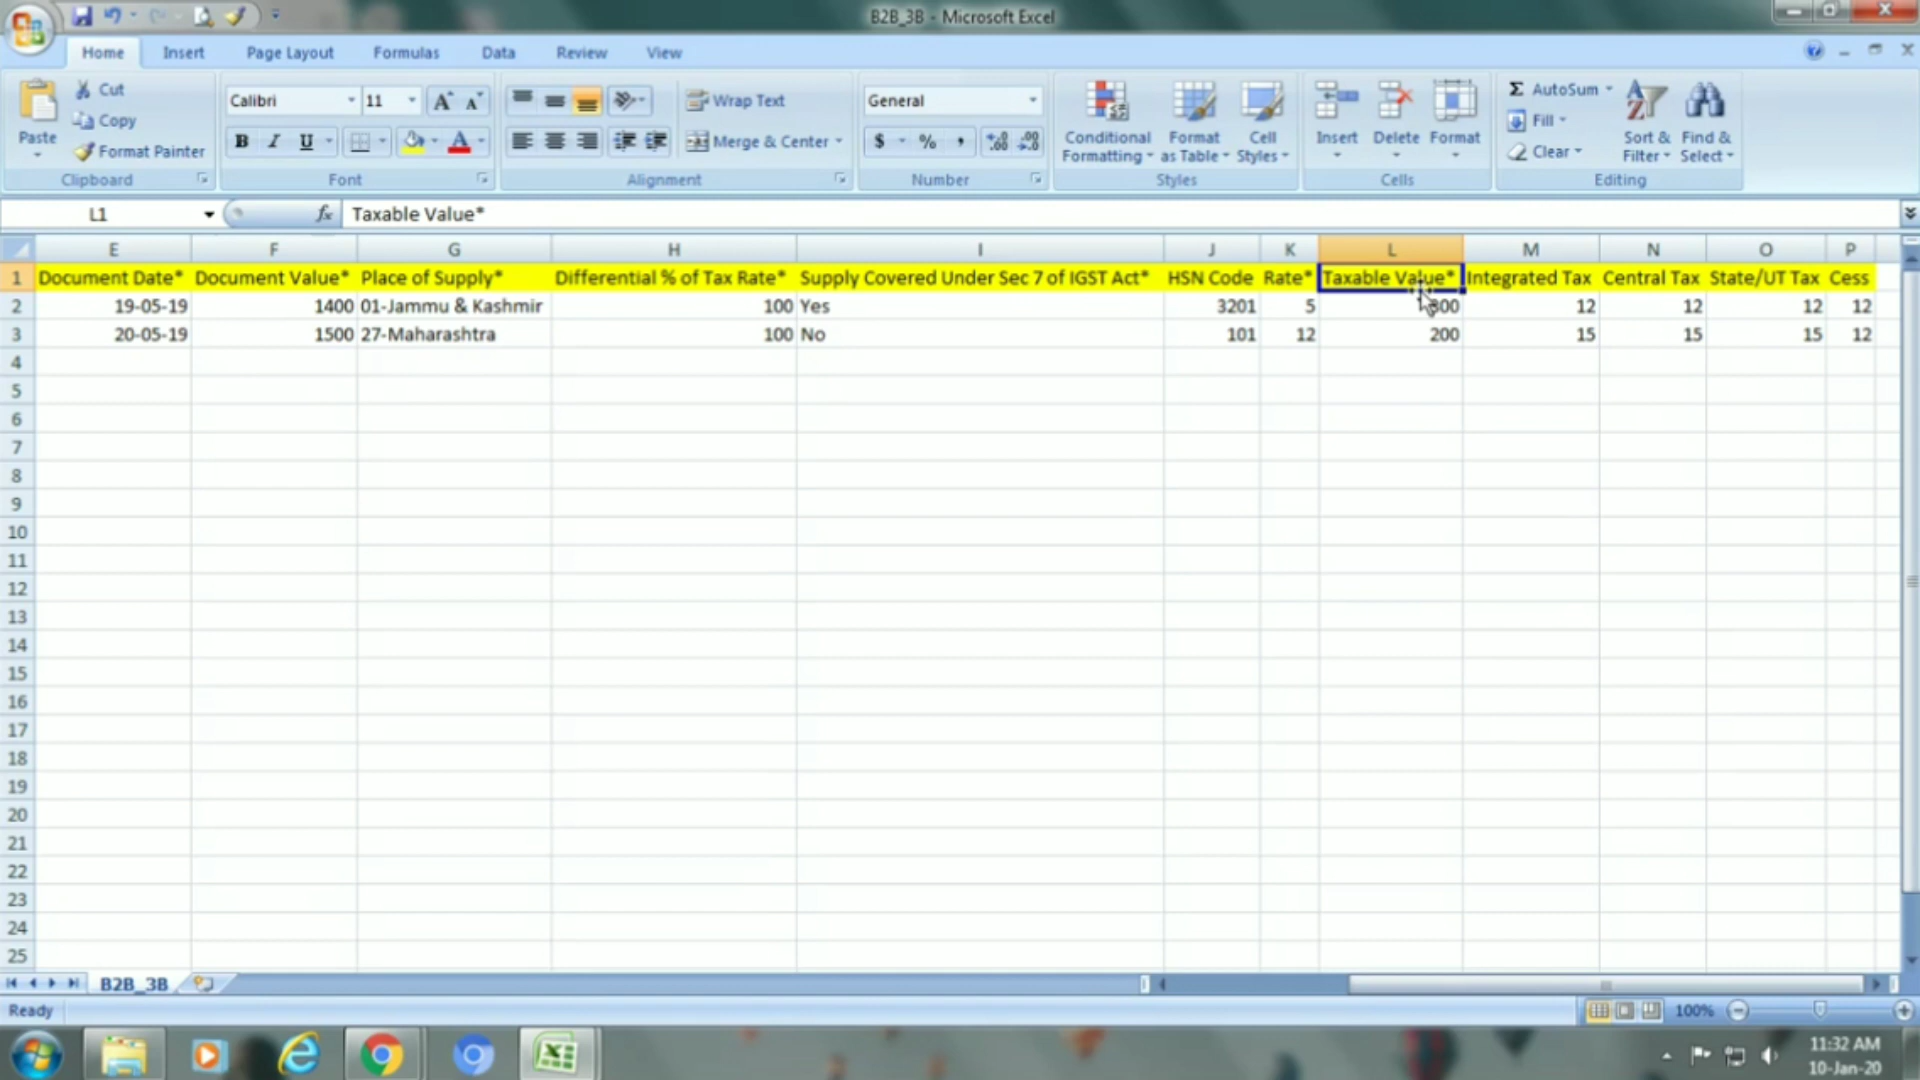 B2B_3B - Microsoft Excel
Home Insert Page Layout Formulas Data Review View
Paste
Cut
Copy
Format Painter
Clipboard
Calibri 11
B I U
Font
Wrap Text
Merge & Center
Alignment
General
$ % ,
Number
Conditional Formatting
Format as Table
Cell Styles
Styles
Insert Delete Format
Cells
Σ AutoSum
Fill
Clear
Sort & Filter
Find & Select
Editing
L1 fx Taxable Value*
E F G H I J K L M N O P
1 Document Date* Document Value* Place of Supply* Differential % of Tax Rate* Supply Covered Under Sec 7 of IGST Act* HSN Code Rate* Taxable Value* Integrated Tax Central Tax State/UT Tax Cess
2 19-05-19 1400 01-Jammu & Kashmir 100 Yes 3201 5 12 12 12 12
3 20-05-19 1500 27-Maharashtra 100 No 101 12 200 15 15 15 12
4
5
6
7
8
9
10
11
12
13
14
15
16
17
18
19
20
21
22
23
24
25
B2B_3B
Ready 100%
11:32 AM
10-Jan-20